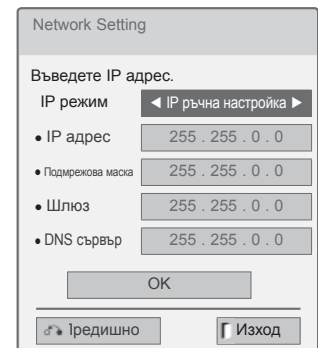 Network Setting
Въведете IP адрес.
IP режим ◀ IP ръчна настройка ▶
• IP адрес 255 . 255 . 0 . 0
• Подмрежова маска 255 . 255 . 0 . 0
• Шлюз 255 . 255 . 0 . 0
• DNS сървър 255 . 255 . 0 . 0
OK
Предишно Изход